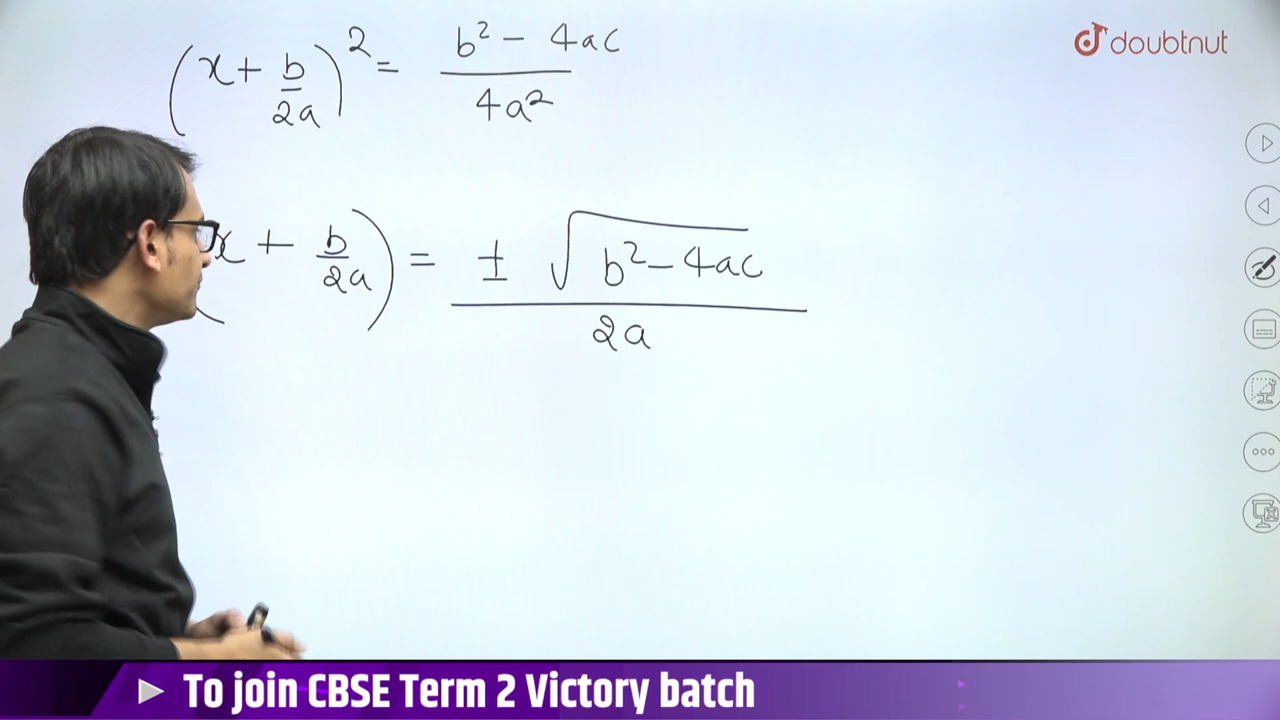 doubtnut
(x + b/2a)² = b² - 4ac / 4a²
(x + b/2a) = ± √b² - 4ac / 2a
To join CBSE Term 2 Victory batch